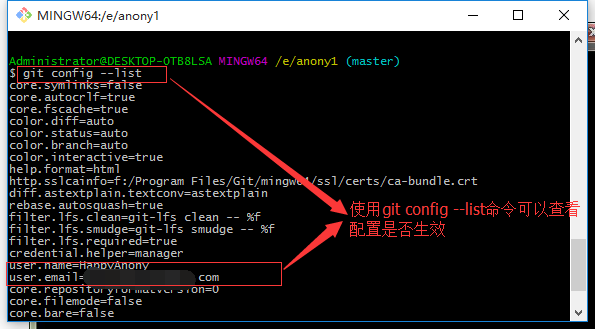 MINGW64:/e/anony1
Administrator@DESKTOP-OTB8LSA MINGW64 /e/anony1 (master)
$ git config --list
core.symlinks=false
core.autocrlf=true
core.fscache=true
color.diff=auto
color.status=auto
color.branch=auto
color.interactive=true
help.format=html
http.sslcainfo=f:/Program Files/Git/mingw64/ssl/certs/ca-bundle.crt
diff.astextplain.textconv=astextplain
rebase.autosquash=true
filter.lfs.clean=git-lfs clean -- %f
filter.lfs.smudge=git-lfs smudge -- %f
filter.lfs.required=true
credential.helper=manager
user.name=HappyAnony
user.email= .com
core.repositoryformatversion=0
core.filemode=false
core.bare=false
使用git config --list命令可以查看
配置是否生效